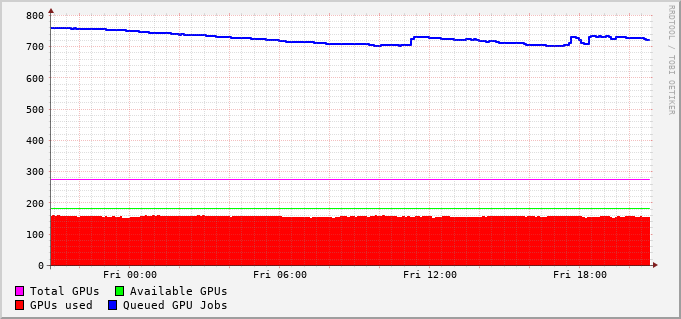 RRDTOOL / TOBI OETIKER
800
700
600
500
400
300
200
100
0
Fri 00:00 Fri 06:00 Fri 12:00 Fri 18:00
Total GPUs Available GPUs
GPUs used Queued GPU Jobs